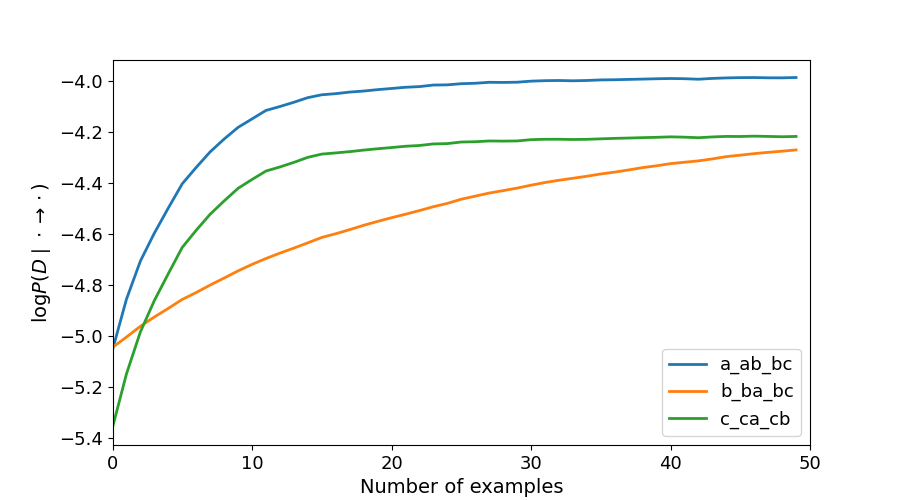 −4.0
−4.2
−4.4
−4.6
−4.8
−5.0
−5.2
−5.4
logP(D | · → · )
0 10 20 30 40 50
Number of examples
a_ab_bc
b_ba_bc
c_ca_cb